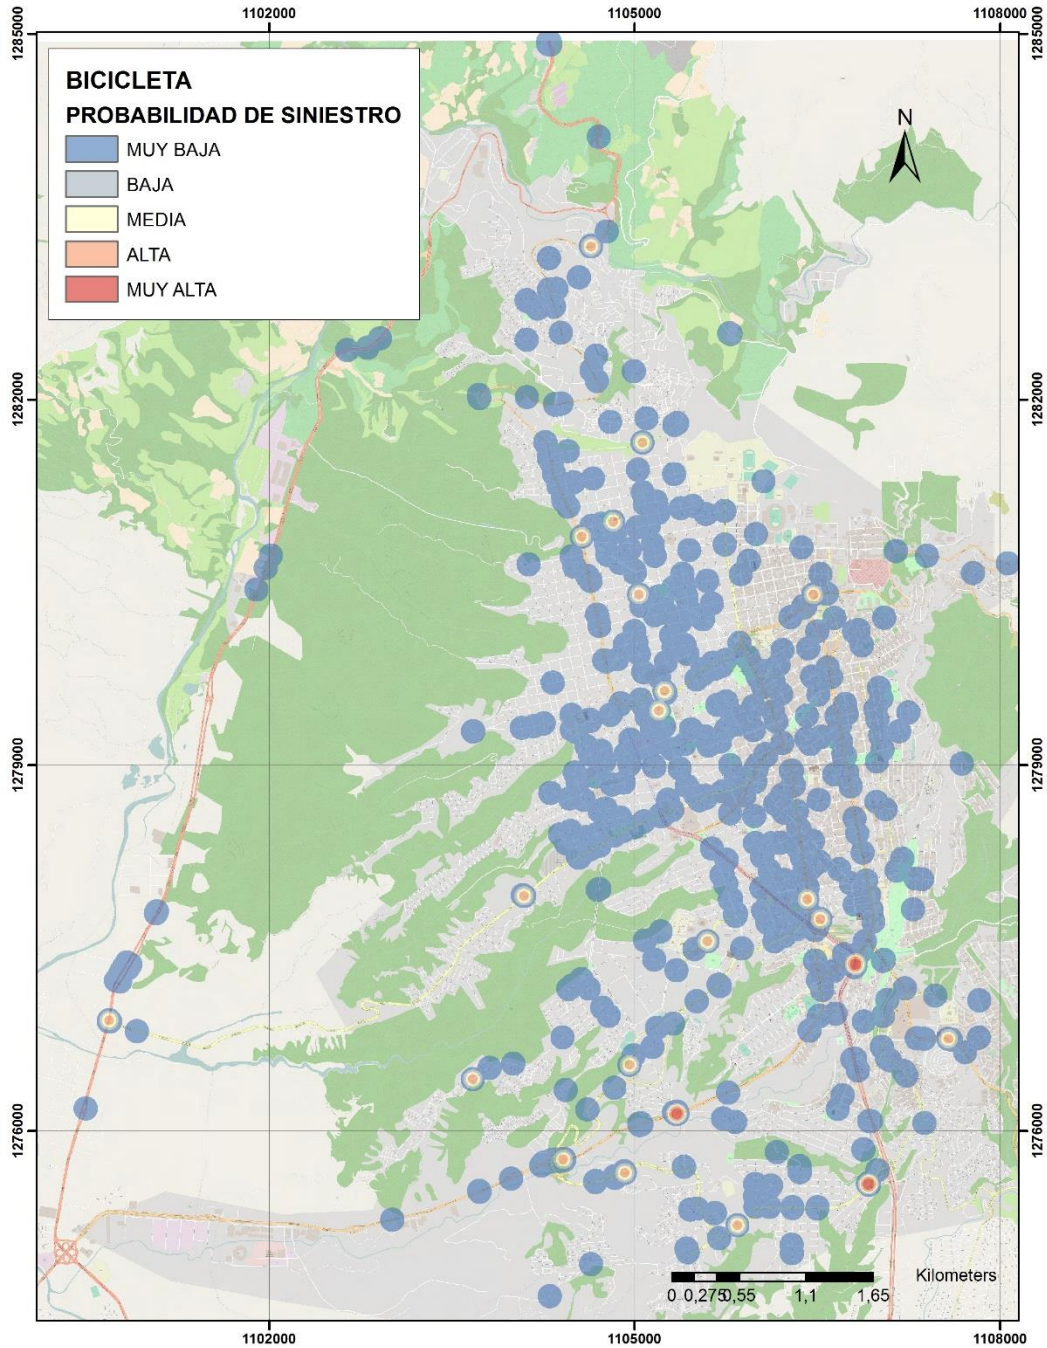 1102000 1105000 1108000
1285000 1285000
BICICLETA
PROBABILIDAD DE SINIESTRO
MUY BAJA
BAJA
MEDIA
ALTA
MUY ALTA
N
1282000 1282000
1279000 1279000
1276000 1276000
Kilometers
0 0,275 0,55 1,1 1,65
1102000 1105000 1108000